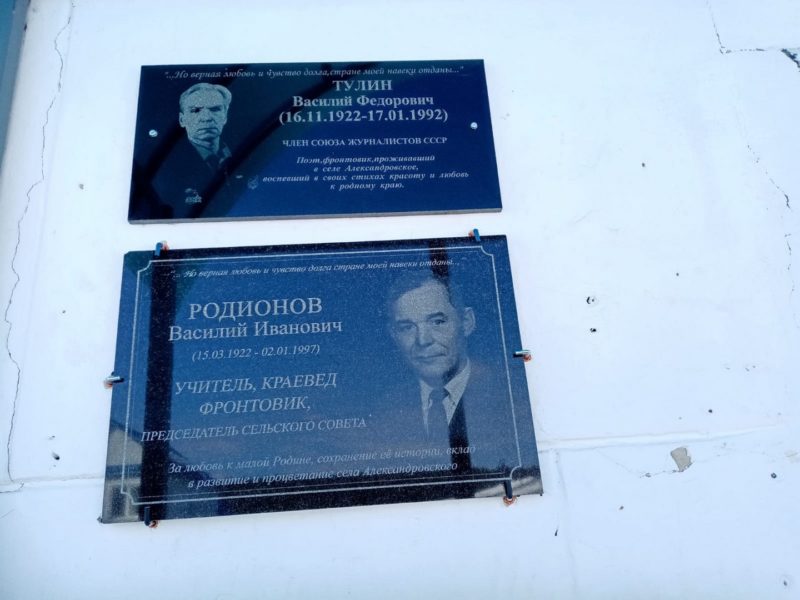 "...Но верная любовь и чувство долга,стране моей навеки отданы..."
ТУЛИН
Василий Федорович
(16.11.1922-17.01.1992)
ЧЛЕН СОЮЗА ЖУРНАЛИСТОВ СССР
Поэт,фронтовик,проживавший
в селе Александровское,
воспевший в своих стихах красоту и любовь
к родному краю.
"... Но верная любовь и чувство долга стране моей навеки отданы...
РОДИОНОВ
Василий Иванович
(15.03.1922 - 02.01.1997)
УЧИТЕЛЬ, КРАЕВЕД
ФРОНТОВИК,
ПРЕДСЕДАТЕЛЬ СЕЛЬСКОГО СОВЕТА
За любовь к малой Родине, сохранение её истории, вклад
в развитие и процветание села Александровского